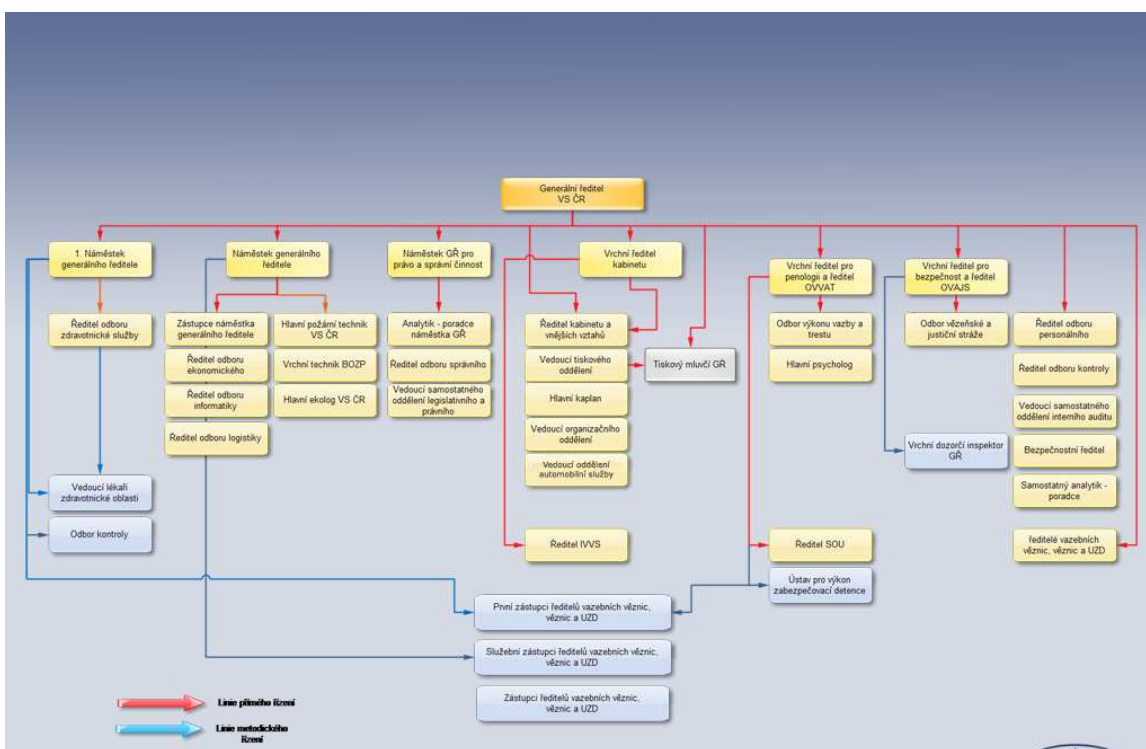 Generální ředitel
VS ČR
1. Náměstek
generálního ředitele
Náměstek generálního
ředitele
Náměstek GŘ pro
právo a správní činnost
Vrchní ředitel
kabinetu
Vrchní ředitel pro
penologii a ředitel
OVVAT
Vrchní ředitel pro
bezpečnost a ředitel
OVAJS
Ředitel odboru
zdravotnické služby
Zástupce náměstka
generálního ředitele
Hlavní požární technik
VS ČR
Analytik - poradce
náměstka GŘ
Ředitel kabinetu a
vnějších vztahů
Odbor výkonu vazby a
trestu
Odbor vězeňské a
justiční stráže
Ředitel odboru
personálního
Ředitel odboru
ekonomického
Vrchní technik BOZP
Ředitel odboru správního
Vedoucí tiskového
oddělení
Tiskový mluvčí GŘ
Hlavní psycholog
Ředitel odboru kontroly
Ředitel odboru
informatiky
Hlavní ekolog VS ČR
Vedoucí samostatného
oddělení legislativního a
právního
Hlavní kaplan
Vedoucí samostatného
oddělení interního auditu
Ředitel odboru logistiky
Vedoucí organizačního
oddělení
Vrchní dozorčí inspektor
GŘ
Bezpečnostní ředitel
Vedoucí oddělení
automobilní služby
Samostatný analytik -
poradce
Vedoucí lékaři
zdravotnické oblasti
Odbor kontroly
Ředitel IVVS
Ředitel SOU
ředitelé vazebních
věznic, věznic a UZD
Ústav pro výkon
zabezpečovací detence
První zástupci ředitelů vazebních věznic,
věznic a UZD
Služební zástupci ředitelů vazebních věznic,
věznic a UZD
Zástupci ředitelů vazebních věznic,
věznic a UZD
Linie přímého řízení
Linie metodického
řízení